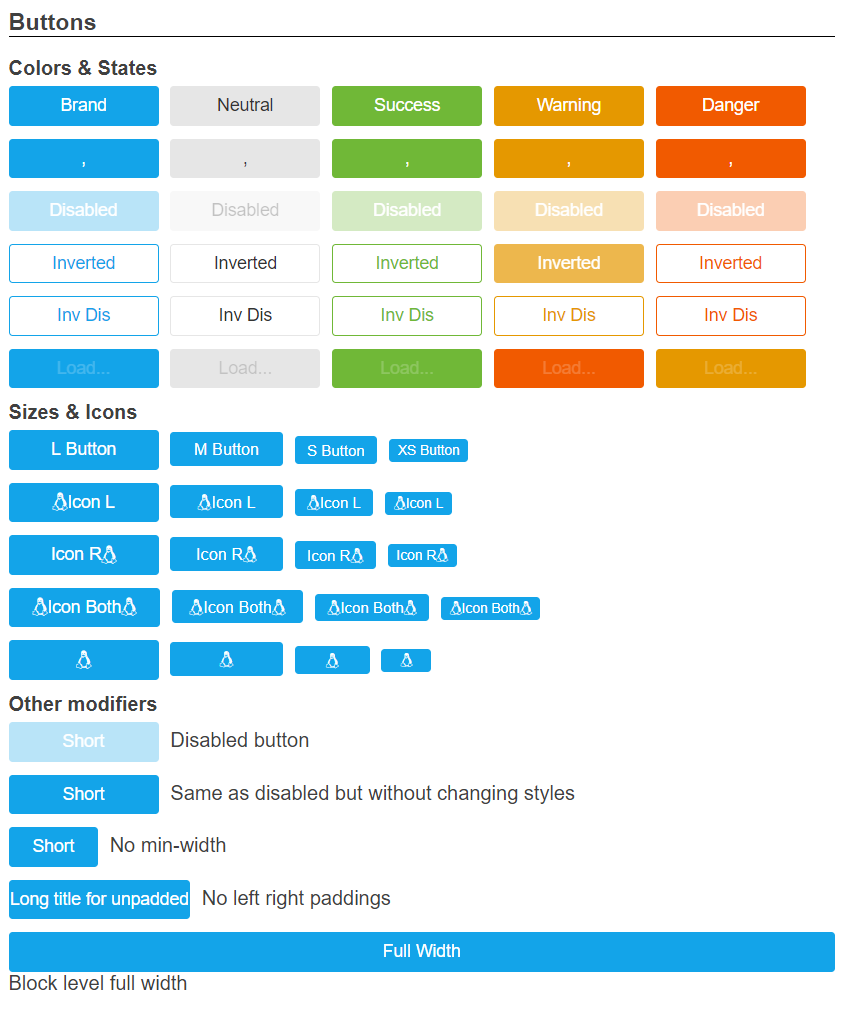 Buttons
Colors & States
Brand Neutral Success Warning Danger
, , , , ,
Disabled Disabled Disabled Disabled Disabled
Inverted Inverted Inverted Inverted Inverted
Inv Dis Inv Dis Inv Dis Inv Dis Inv Dis
Load... Load... Load... Load... Load...
Sizes & Icons
L Button M Button S Button XS Button
Icon L Icon L Icon L Icon L
Icon R Icon R Icon R Icon R
Icon Both Icon Both Icon Both Icon Both
Other modifiers
Short Disabled button
Short Same as disabled but without changing styles
Short No min-width
Long title for unpadded No left right paddings
Full Width
Block level full width